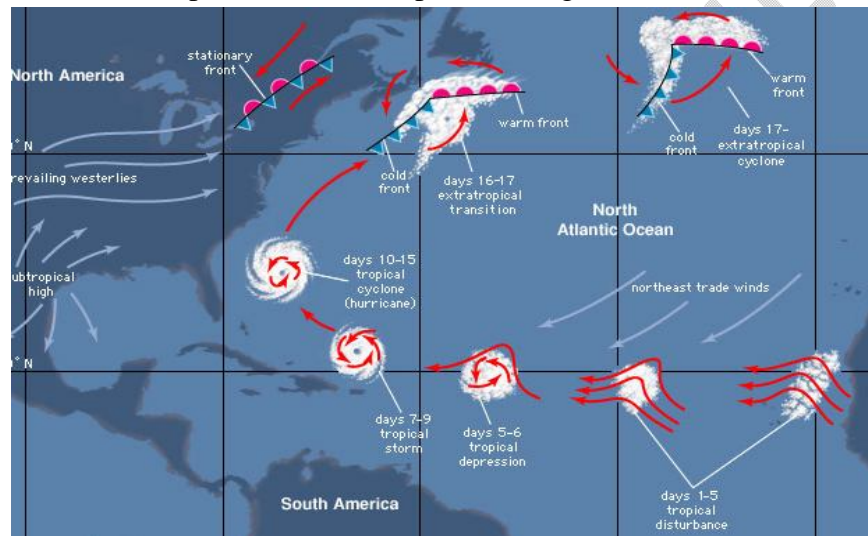 stationary
front
North America
warm
front
warm front
cold
front
days 17-
extratropical
cyclone
cold
front
° N
revailing westerlies
days 16-17
extratropical
transition
North
Atlantic Ocean
days 10-15
tropical
cyclone
(hurricane)
ubtropical
high
northeast trade winds
° N
days 7-9
tropical
storm
days 5-6
tropical
depression
South America
days 1-5
tropical
disturbance